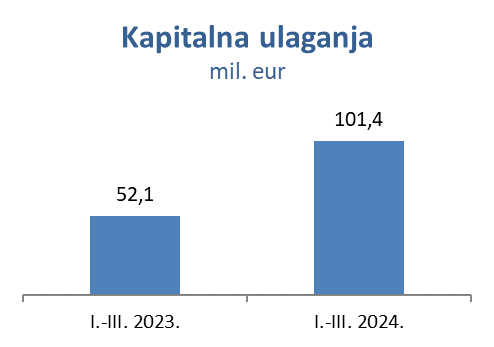 Kapitalna ulaganja
mil. eur
101,4
52,1
I.-III. 2023.
I.-III. 2024.